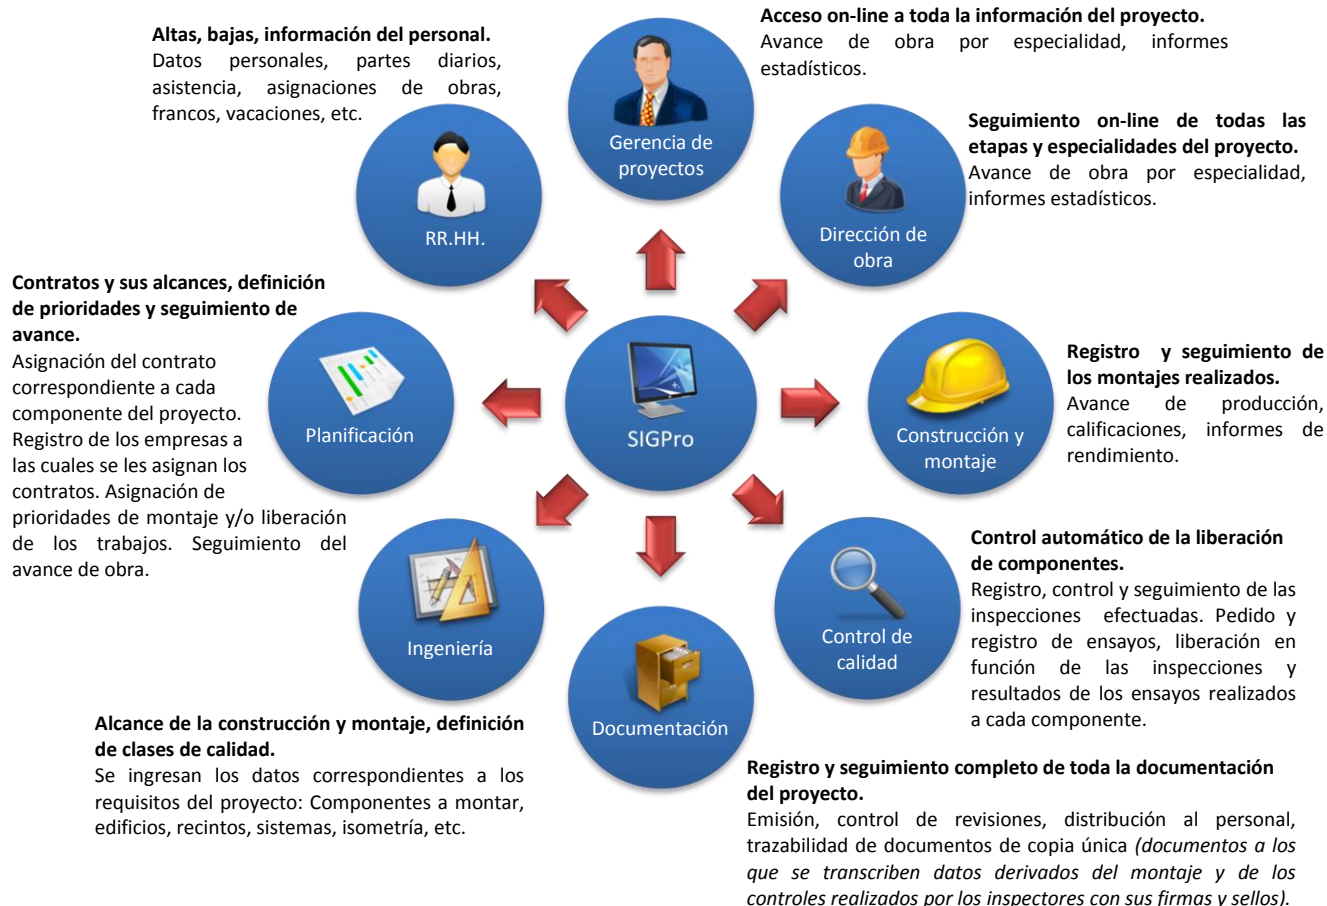 Altas, bajas, información del personal.
Datos personales, partes diarios,
asistencia, asignaciones de obras,
francos, vacaciones, etc.
Acceso on-line a toda la información del proyecto.
Avance de obra por especialidad, informes
estadísticos.
Gerencia de
proyectos
Seguimiento on-line de todas las
etapas y especialidades del proyecto.
Avance de obra por especialidad,
informes estadísticos.
RR.HH.
Dirección de
obra
Contratos y sus alcances, definición
de prioridades y seguimiento de
avance.
Asignación del contrato
correspondiente a cada
componente del proyecto.
Registro de los empresas a
las cuales se les asignan los
contratos. Asignación de
prioridades de montaje y/o liberación
de los trabajos. Seguimiento del
avance de obra.
Planificación
SIGPro
Construcción y
montaje
Registro y seguimiento de
los montajes realizados.
Avance de producción,
calificaciones, informes de
rendimiento.
Ingeniería
Documentación
Control de
calidad
Control automático de la liberación
de componentes.
Registro, control y seguimiento de las
inspecciones efectuadas. Pedido y
registro de ensayos, liberación en
función de las inspecciones y
resultados de los ensayos realizados
a cada componente.
Alcance de la construcción y montaje, definición
de clases de calidad.
Se ingresan los datos correspondientes a los
requisitos del proyecto: Componentes a montar,
edificios, recintos, sistemas, isometría, etc.
Registro y seguimiento completo de toda la documentación
del proyecto.
Emisión, control de revisiones, distribución al personal,
trazabilidad de documentos de copia única (documentos a los
que se transcriben datos derivados del montaje y de los
controles realizados por los inspectores con sus firmas y sellos).